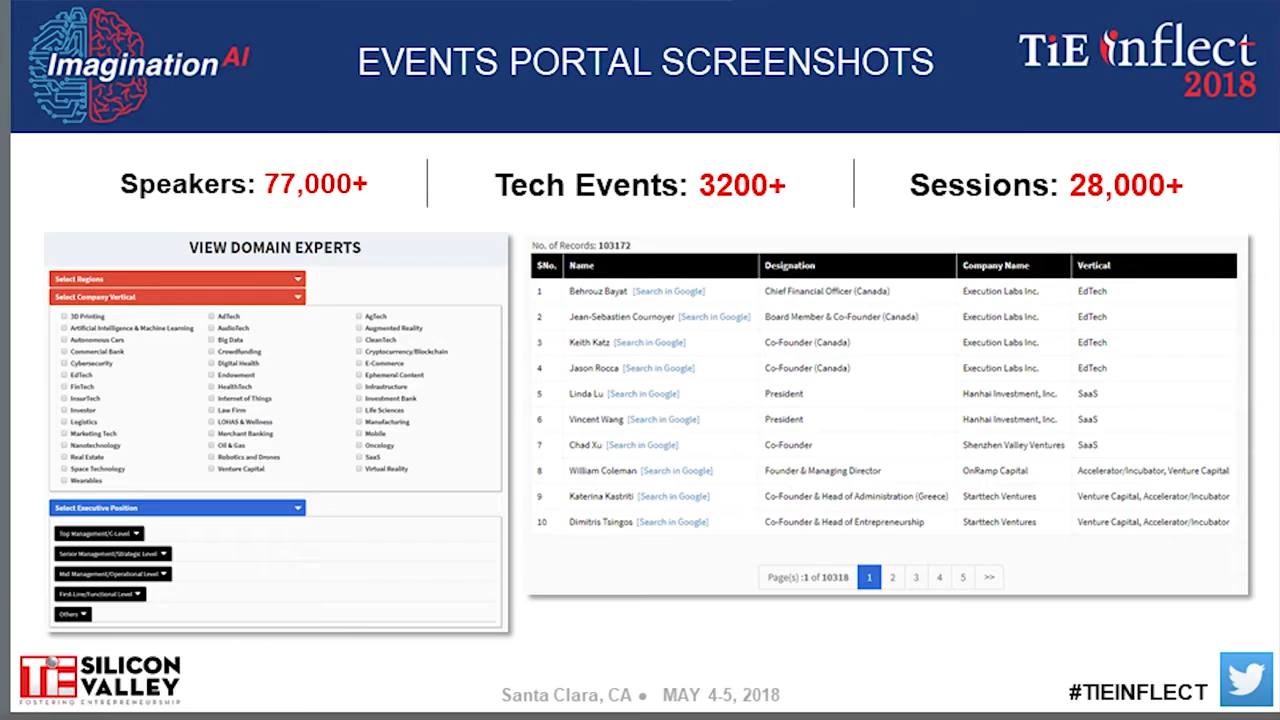 Imagination AI
EVENTS PORTAL SCREENSHOTS
TiE inflect
2018
Speakers: 77,000+
Tech Events: 3200+
Sessions: 28,000+
VIEW DOMAIN EXPERTS
Select Regions
Select Company Vertical
3D Printing AdTech AgTech
Artificial Intelligence & Machine Learning AudioTech Augmented Reality
Autonomous Cars Big Data CleanTech
Commercial Bank Crowdfunding Cryptocurrency/Blockchain
Cybersecurity Digital Health E-Commerce
EdTech Endowment Ephemeral Content
FinTech HealthTech Infrastructure
InsurTech Internet of Things Investment Bank
Investor Law Firm Life Sciences
Logistics LOHAS & Wellness Manufacturing
Marketing Tech Merchant Banking Mobile
Nanotechnology Oil & Gas Oncology
Real Estate Robotics and Drones SaaS
Space Technology Venture Capital Virtual Reality
Wearables
Select Executive Position
Top Management/C-Level
Senior Management/Strategic Level
Mid Management/Operational Level
First-Line/Functional Level
Others
No. of Records: 103172
SNo. Name Designation Company Name Vertical
1 Behrouz Bayat [Search in Google] Chief Financial Officer (Canada) Execution Labs Inc. EdTech
2 Jean-Sebastien Cournoyer [Search in Google] Board Member & Co-Founder (Canada) Execution Labs Inc. EdTech
3 Keith Katz [Search in Google] Co-Founder (Canada) Execution Labs Inc. EdTech
4 Jason Rocca [Search in Google] Co-Founder (Canada) Execution Labs Inc. EdTech
5 Linda Lu [Search in Google] President Hanhai Investment, Inc. SaaS
6 Vincent Wang [Search in Google] President Hanhai Investment, Inc. SaaS
7 Chad Xu [Search in Google] Co-Founder Shenzhen Valley Ventures SaaS
8 William Coleman [Search in Google] Founder & Managing Director OnRamp Capital Accelerator/Incubator, Venture Capital
9 Katerina Kastriti [Search in Google] Co-Founder & Head of Administration (Greece) Starttech Ventures Venture Capital, Accelerator/Incubator
10 Dimitris Tsingos [Search in Google] Co-Founder & Head of Entrepreneurship Starttech Ventures Venture Capital, Accelerator/Incubator
Page(s) :1 of 10318 1 2 3 4 5 >>
TiE SILICON
VALLEY
FOSTERING ENTREPRENEURSHIP
Santa Clara, CA ● MAY 4-5, 2018
#TIEINFLECT